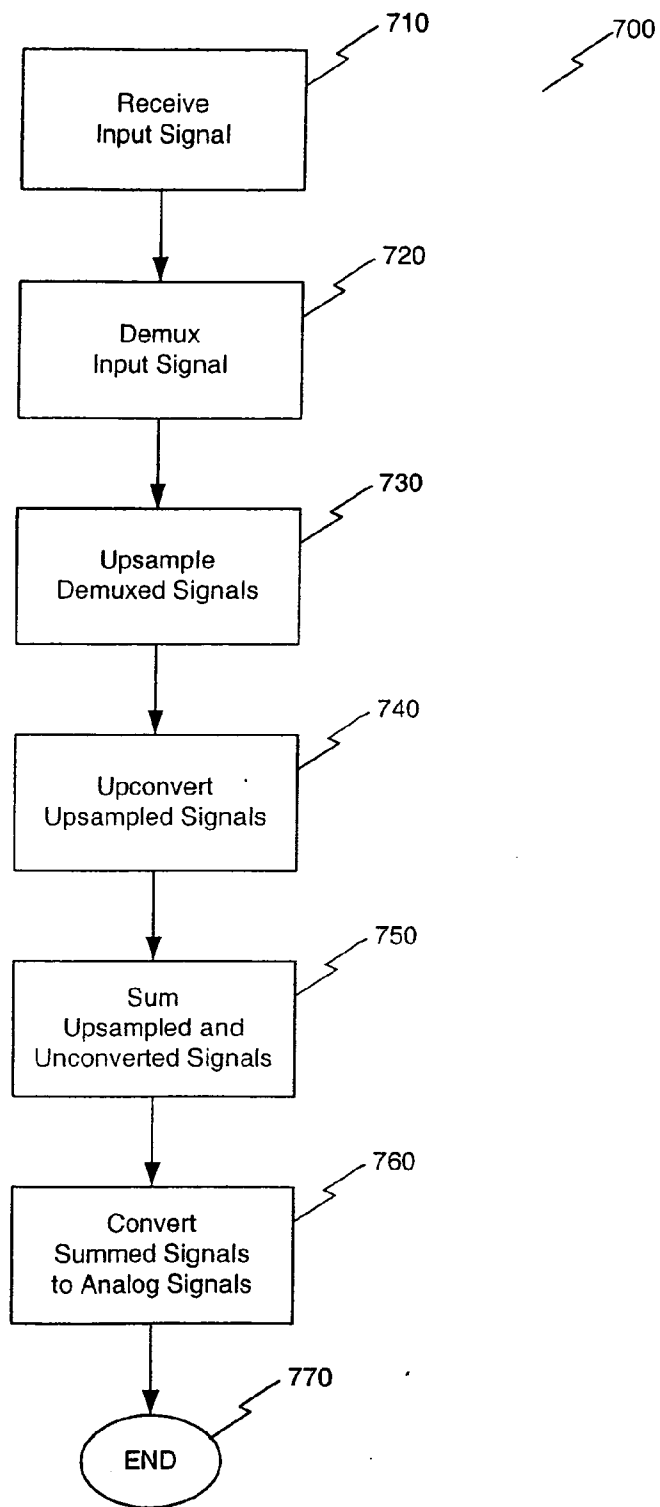 710
700
Receive
Input Signal
720
Demux
Input Signal
730
Upsample
Demuxed Signals
740
Upconvert
Upsampled Signals
750
Sum
Upsampled and
Unconverted Signals
760
Convert
Summed Signals
to Analog Signals
770
END